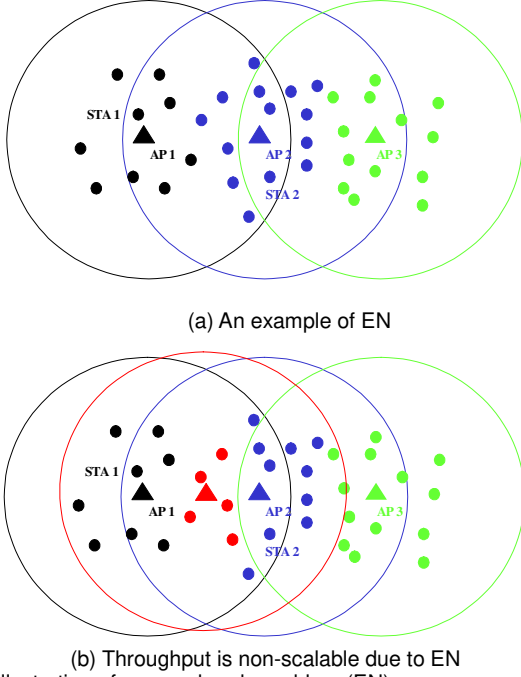 STA 1
AP 1
AP 2
AP 3
STA 2
(a) An example of EN
STA 1
AP 1
AP 2
AP 3
STA 2
(b) Throughput is non-scalable due to EN